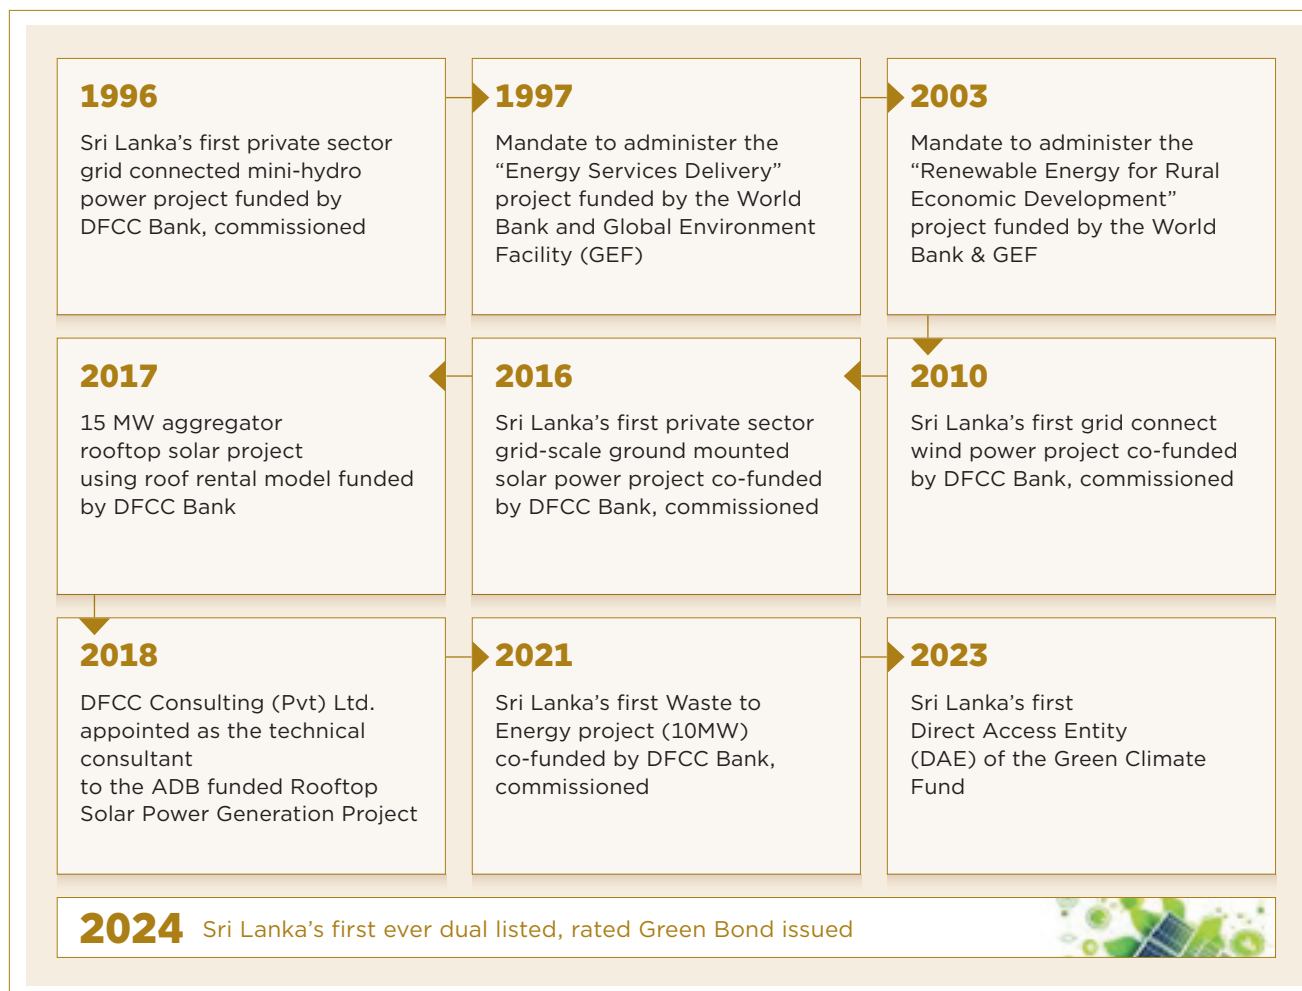 1996
Sri Lanka’s first private sector
grid connected mini-hydro
power project funded by
DFCC Bank, commissioned
1997
Mandate to administer the
“Energy Services Delivery”
project funded by the World
Bank and Global Environment
Facility (GEF)
2003
Mandate to administer the
“Renewable Energy for Rural
Economic Development”
project funded by the World
Bank & GEF
2010
Sri Lanka’s first grid connect
wind power project co-funded
by DFCC Bank, commissioned
2016
Sri Lanka’s first private sector
grid-scale ground mounted
solar power project co-funded
by DFCC Bank, commissioned
2017
15 MW aggregator
rooftop solar project
using roof rental model funded
by DFCC Bank
2018
DFCC Consulting (Pvt) Ltd.
appointed as the technical
consultant
to the ADB funded Rooftop
Solar Power Generation Project
2021
Sri Lanka’s first Waste to
Energy project (10MW)
co-funded by DFCC Bank,
commissioned
2023
Sri Lanka’s first
Direct Access Entity
(DAE) of the Green Climate
Fund
2024 Sri Lanka’s first ever dual listed, rated Green Bond issued